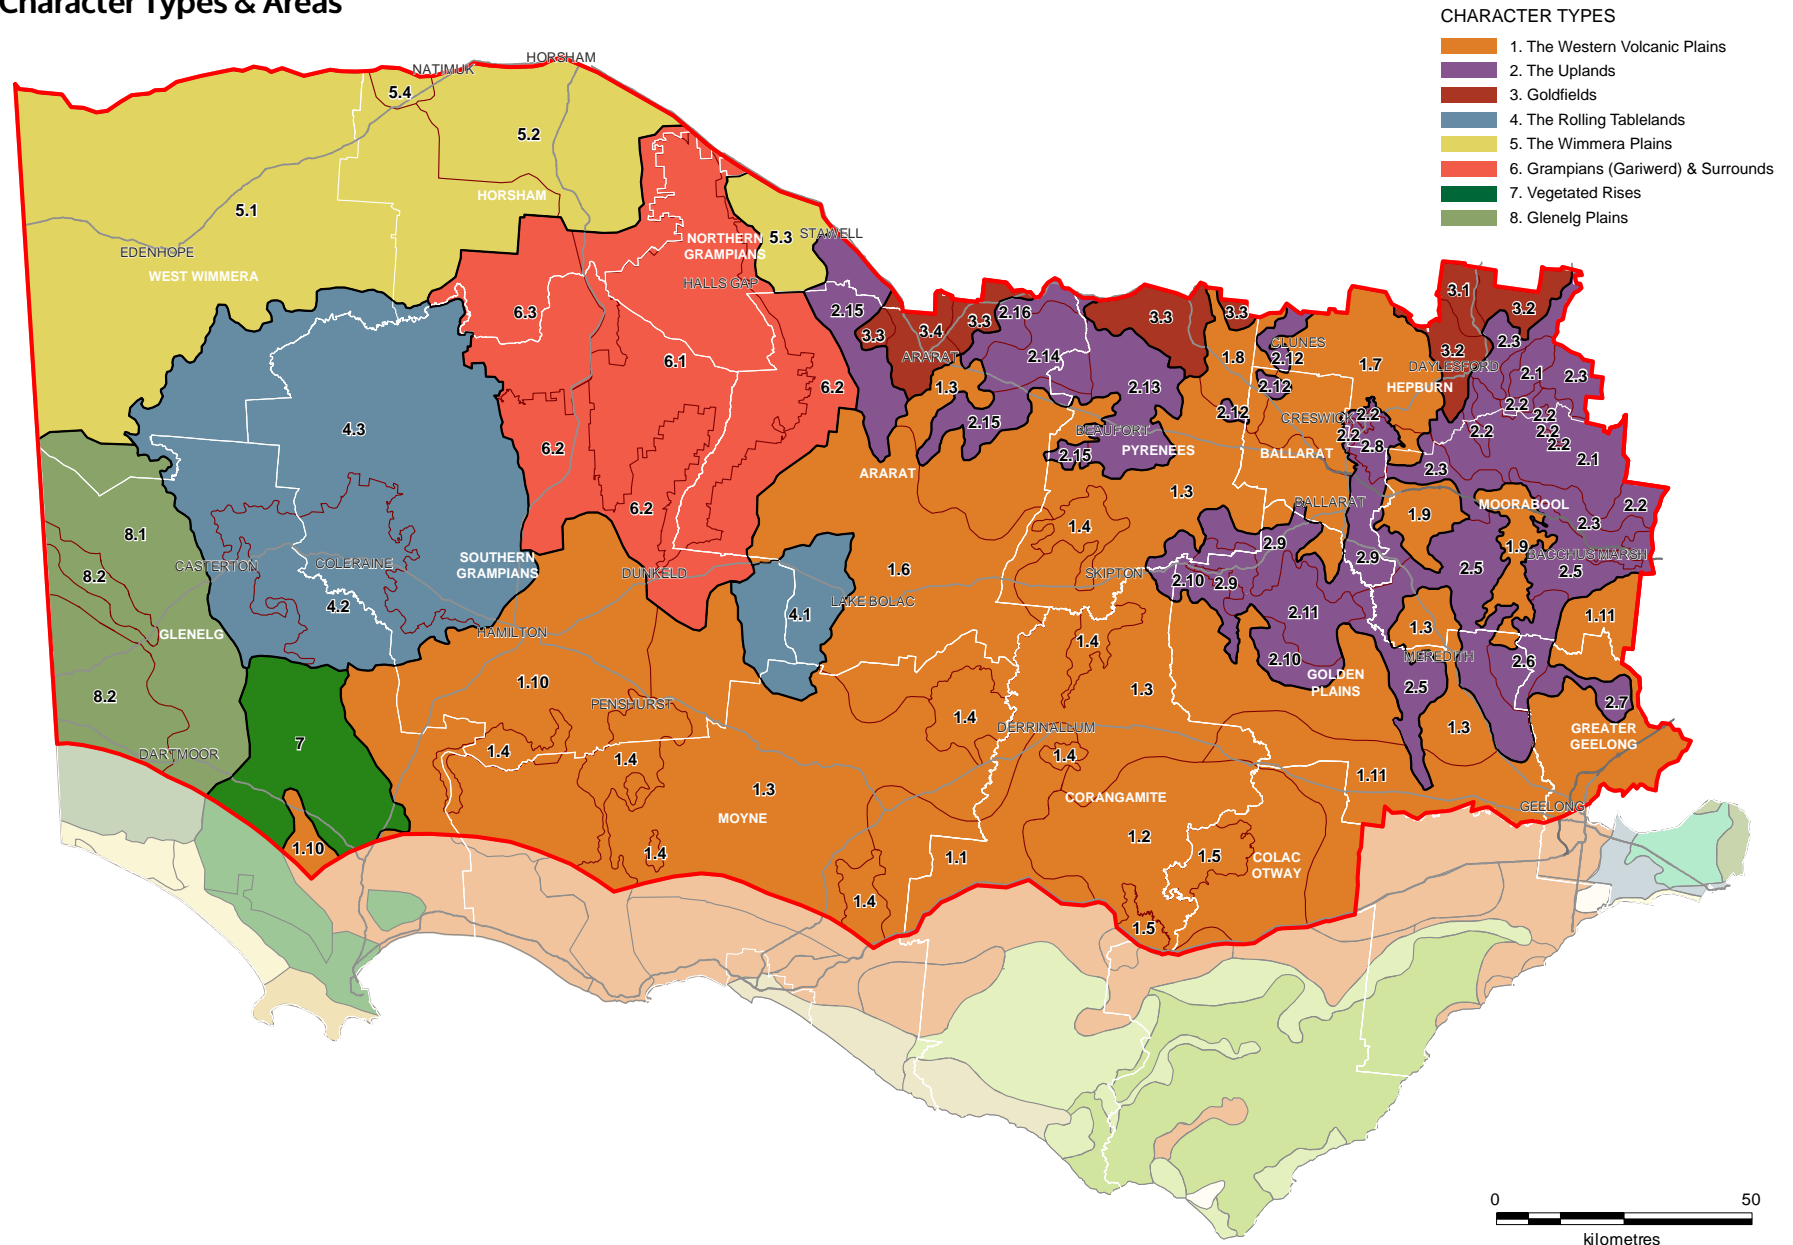 Character Types & Areas
CHARACTER TYPES
1. The Western Volcanic Plains
2. The Uplands
3. Goldfields
4. The Rolling Tablelands
5. The Wimmera Plains
6. Grampians (Gariwerd) & Surrounds
7. Vegetated Rises
8. Glenelg Plains
HORSHAM
NATIMUK
5.4
5.2
HORSHAM
5.1
EDENHOPE
WEST WIMMERA
NORTHERN
GRAMPIANS
5.3
STAWELL
HALLS GAP
6.3
6.1
6.2
2.15
3.3
3.4
3.3
2.16
ARARAT
2.14
1.3
3.3
3.3
1.8
CLUNES
2.12
2.12
2.12
1.7
3.1
3.2
3.2
2.3
DAYLESFORD
HEPBURN
2.1
2.3
2.13
2.15
4.3
6.2
BEAUFORT
2.15
PYRENEES
CRESWICK
2.2
2.2
2.8
BALLARAT
2.2
2.2
2.2
2.2
2.2
2.1
2.3
ARARAT
1.3
6.2
1.4
BALLARAT
1.9
MOORABOOL
2.2
2.3
8.1
8.2
CASTERTON
COLERAINE
SOUTHERN
GRAMPIANS
DUNKELD
1.6
SKIPTON
2.9
2.9
2.10
2.9
1.9
BACCHUS MARSH
2.5
2.5
4.2
4.1
LAKE BOLAC
2.11
1.3
1.11
GLENELG
HAMILTON
1.4
2.10
MEREDITH
2.6
GOLDEN
PLAINS
2.5
2.7
8.2
1.10
PENSHURST
1.3
1.4
DERRINALLUM
1.3
GREATER
GEELONG
DARTMOOR
7
1.4
1.4
1.4
1.11
1.3
MOYNE
CORANGAMITE
GEELONG
1.2
1.10
1.4
1.1
1.5
COLAC
OTWAY
1.4
1.5
0
50
kilometres